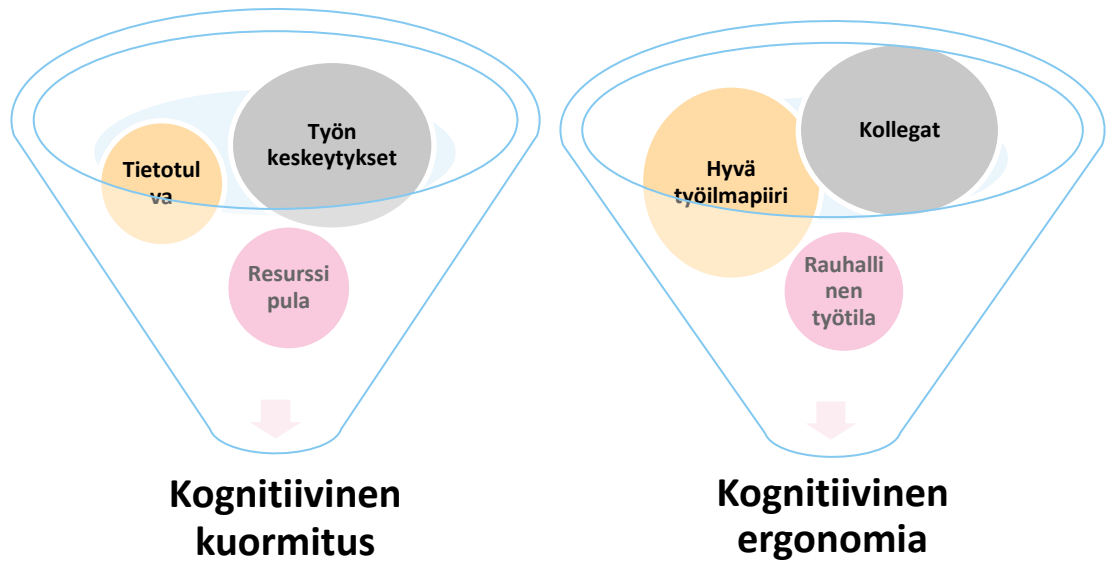 Tietotul
va
Työn
keskeytykset
Resurssi
pula
Kognitiivinen
kuormitus
Hyvä
työilmapiiri
Kollegat
Rauhalli
nen
työtila
Kognitiivinen
ergonomia